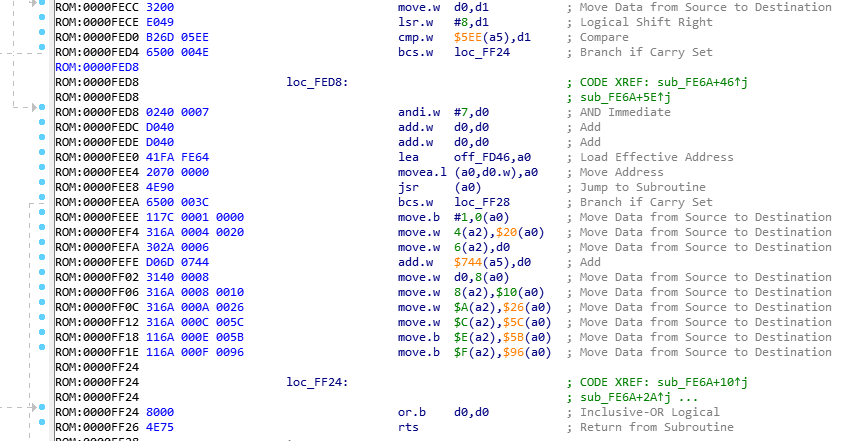 ROM:0000FECC 3200 move.w d0,d1 ; Move Data from Source to Destination
ROM:0000FECE E049 lsr.w #8,d1 ; Logical Shift Right
ROM:0000FED0 B26D 05EE cmp.w $5EE(a5),d1 ; Compare
ROM:0000FED4 6500 004E bcs.w loc_FF24 ; Branch if Carry Set
ROM:0000FED8
ROM:0000FED8 loc_FED8: ; CODE XREF: sub_FE6A+46↑j
ROM:0000FED8 ; sub_FE6A+5E↑j
ROM:0000FED8 0240 0007 andi.w #7,d0 ; AND Immediate
ROM:0000FEDC D040 add.w d0,d0 ; Add
ROM:0000FEDE D040 add.w d0,d0 ; Add
ROM:0000FEE0 41FA FE64 lea off_FD46,a0 ; Load Effective Address
ROM:0000FEE4 2070 0000 movea.l (a0,d0.w),a0 ; Move Address
ROM:0000FEE8 4E90 jsr (a0) ; Jump to Subroutine
ROM:0000FEEA 6500 003C bcs.w loc_FF28 ; Branch if Carry Set
ROM:0000FEEE 117C 0001 0000 move.b #1,0(a0) ; Move Data from Source to Destination
ROM:0000FEF4 316A 0004 0020 move.w 4(a2),$20(a0) ; Move Data from Source to Destination
ROM:0000FEFA 302A 0006 move.w 6(a2),d0 ; Move Data from Source to Destination
ROM:0000FEFE D06D 0744 add.w $744(a5),d0 ; Add
ROM:0000FF02 3140 0008 move.w d0,8(a0) ; Move Data from Source to Destination
ROM:0000FF06 316A 0008 0010 move.w 8(a2),$10(a0) ; Move Data from Source to Destination
ROM:0000FF0C 316A 000A 0026 move.w $A(a2),$26(a0) ; Move Data from Source to Destination
ROM:0000FF12 316A 000C 005C move.w $C(a2),$5C(a0) ; Move Data from Source to Destination
ROM:0000FF18 116A 000E 005B move.b $E(a2),$5B(a0) ; Move Data from Source to Destination
ROM:0000FF1E 116A 000F 0096 move.b $F(a2),$96(a0) ; Move Data from Source to Destination
ROM:0000FF24
ROM:0000FF24 loc_FF24: ; CODE XREF: sub_FE6A+10↑j
ROM:0000FF24 ; sub_FE6A+2A↑j ...
ROM:0000FF24 8000 or.b d0,d0 ; Inclusive-OR Logical
ROM:0000FF26 4E75 rts ; Return from Subroutine